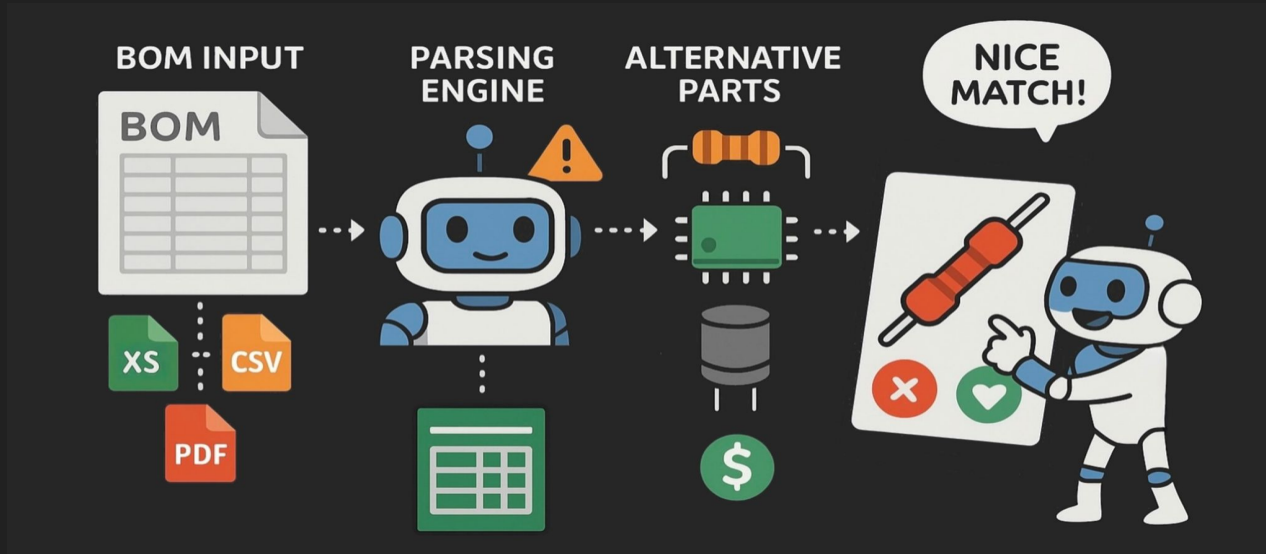 BOM INPUT
BOM
XS
CSV
PDF
PARSING
ENGINE
!
ALTERNATIVE
PARTS
$
NICE
MATCH!